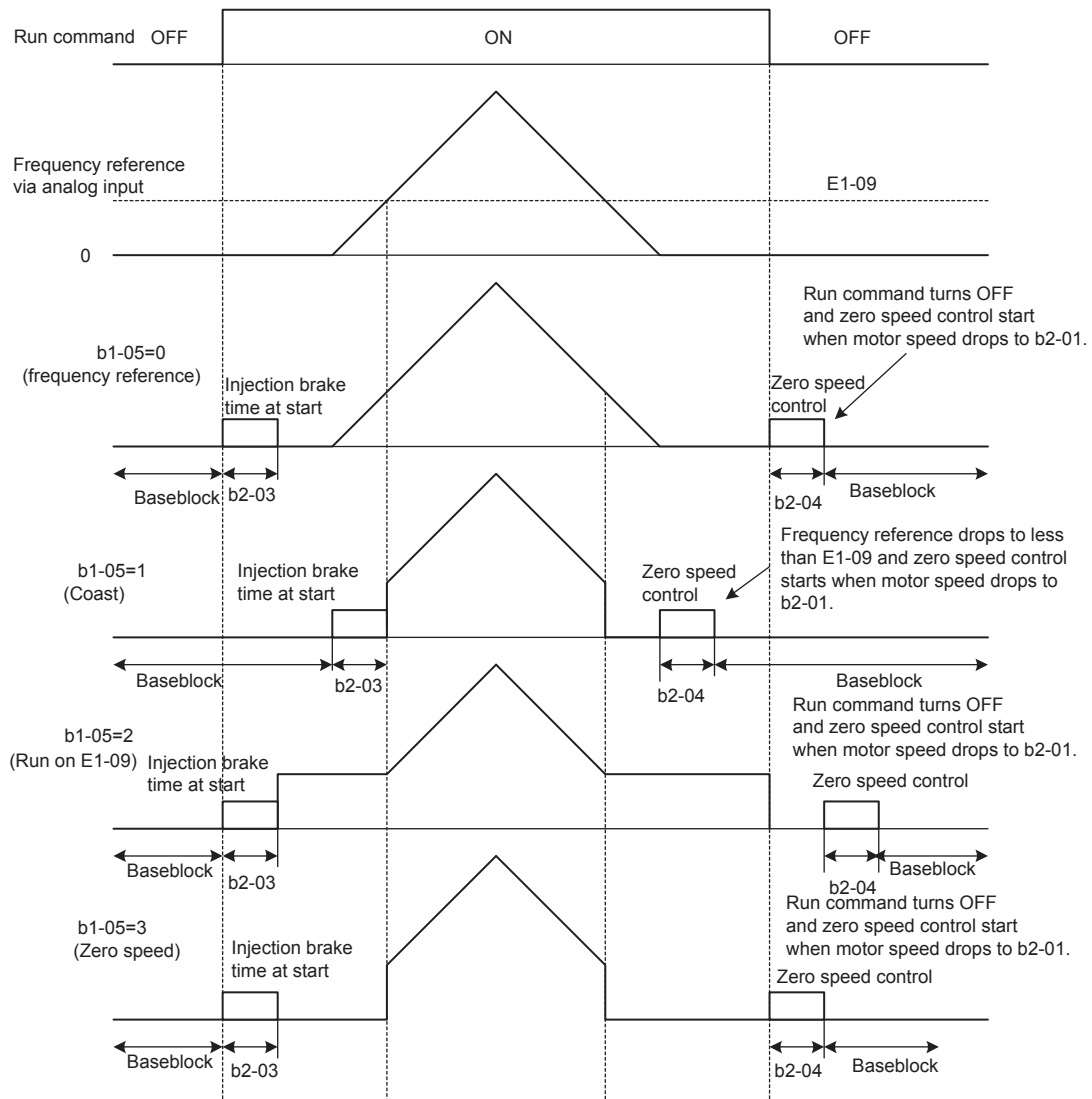 Run command OFF
ON
OFF
Frequency reference
via analog input
E1-09
0
Run command turns OFF
and zero speed control start
when motor speed drops to b2-01.
b1-05=0
(frequency reference)
Injection brake
time at start
Zero speed
control
Baseblock
b2-03
b2-04
Baseblock
Frequency reference drops to less
than E1-09 and zero speed control
starts when motor speed drops to
b2-01.
b1-05=1
(Coast)
Injection brake
time at start
Zero speed
control
Baseblock
b2-03
b2-04
Baseblock
Run command turns OFF
and zero speed control start
when motor speed drops to b2-01.
b1-05=2
(Run on E1-09)
Injection brake
time at start
Zero speed control
Baseblock
b2-03
b2-04
Baseblock
Run command turns OFF
and zero speed control start
when motor speed drops to b2-01.
b1-05=3
(Zero speed)
Injection brake
time at start
Zero speed control
Baseblock
b2-03
b2-04
Baseblock